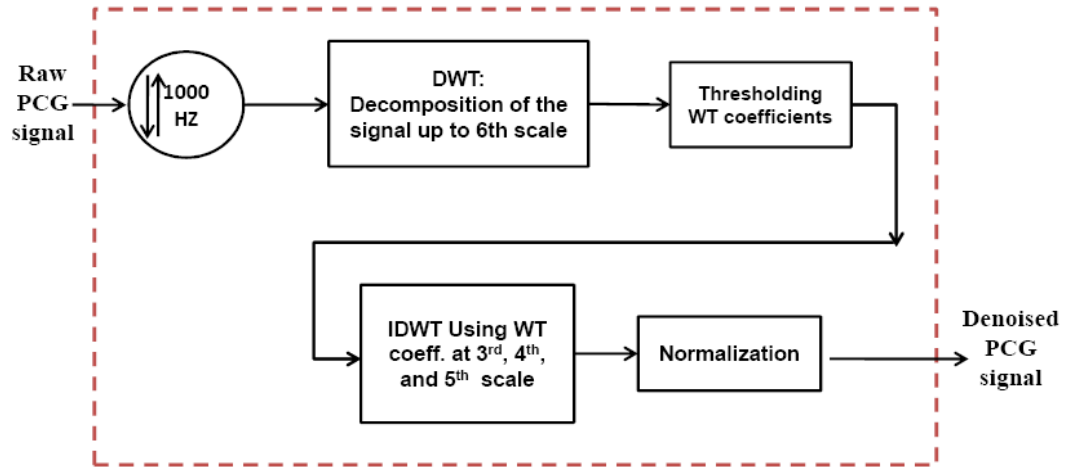 Raw
PCG
signal
1000
HZ
DWT:
Decomposition of the
signal up to 6th scale
Thresholding
WT coefficients
IDWT Using WT
coeff. at 3rd, 4th,
and 5th scale
Normalization
Denoised
PCG
signal